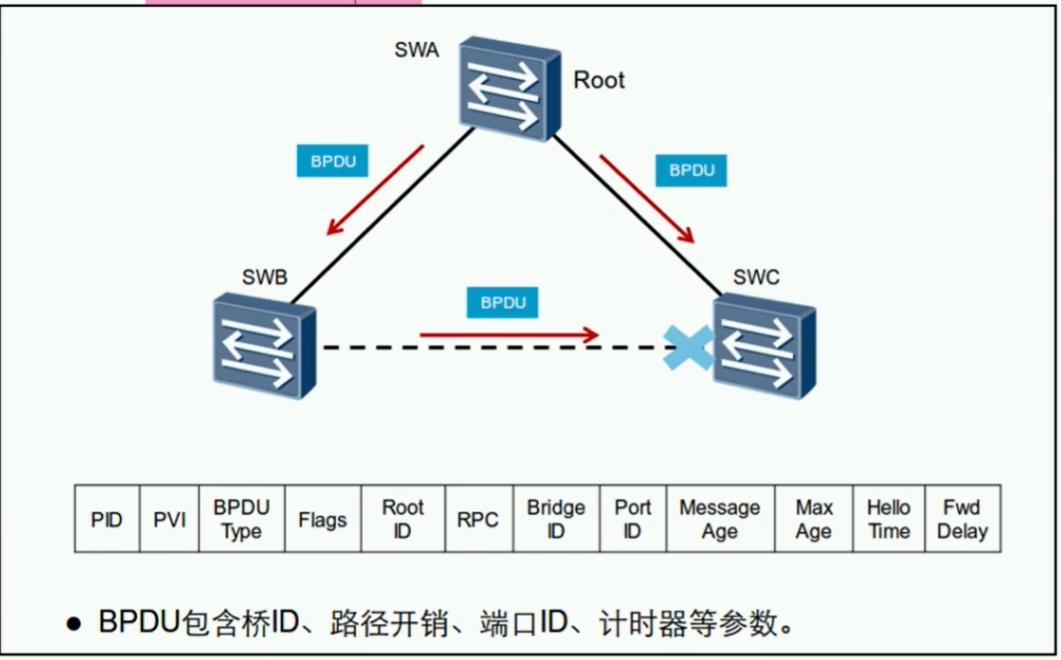 SWA
Root
BPDU
BPDU
SWB
SWC
BPDU
PID PVI BPDU Type Flags Root ID RPC Bridge ID Port ID Message Age Max Age Hello Time Fwd Delay
● BPDU包含桥ID、路径开销、端口ID、计时器等参数。